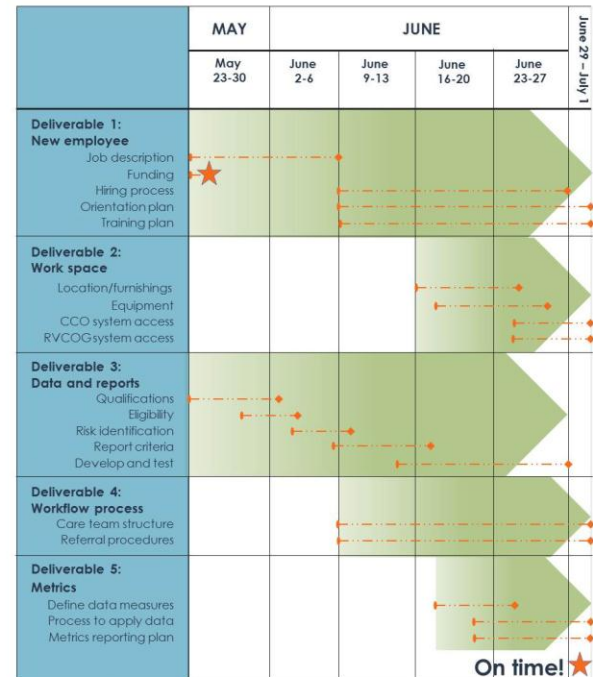 MAY
JUNE
June 29 – July 1
May
23-30
June
2-6
June
9-13
June
16-20
June
23-27
Deliverable 1:
New employee
Job description
Funding
Hiring process
Orientation plan
Training plan
Deliverable 2:
Work space
Location/furnishings
Equipment
CCO system access
RVCOG system access
Deliverable 3:
Data and reports
Qualifications
Eligibility
Risk identification
Report criteria
Develop and test
Deliverable 4:
Workflow process
Care team structure
Referral procedures
Deliverable 5:
Metrics
Define data measures
Process to apply data
Metrics reporting plan
On time!